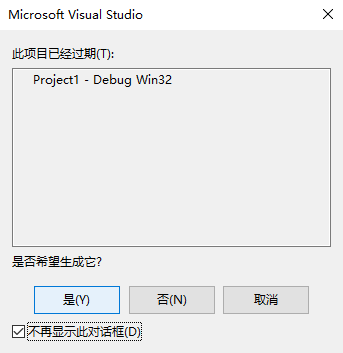 Microsoft Visual Studio
此项目已经过期(T):
Project1 - Debug Win32
是否希望生成它?
是(Y) 否(N) 取消
不再显示此对话框(D)